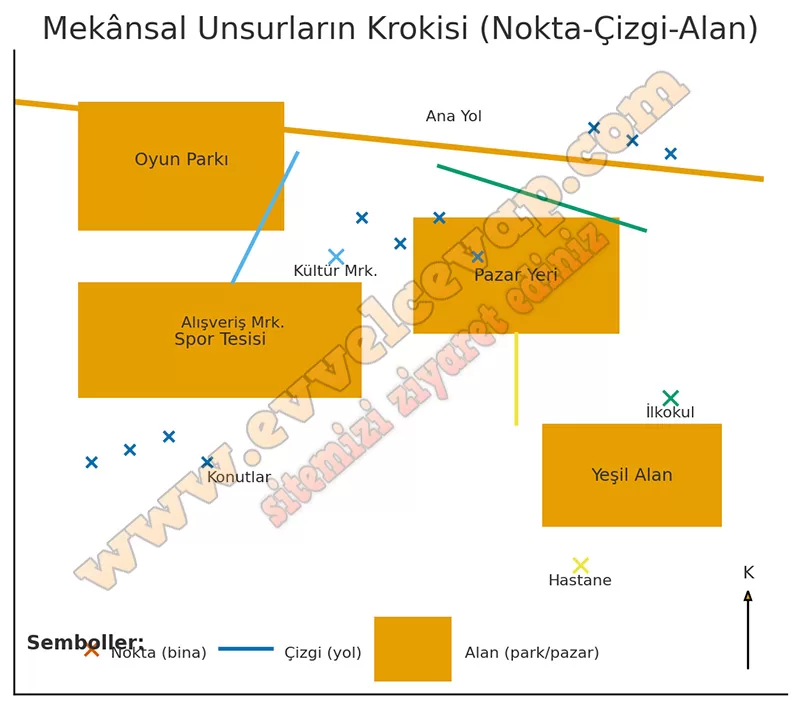 Mekânsal Unsurların Krokisi (Nokta-Çizgi-Alan)
Ana Yol
Oyun Parkı
Kültür Mrk.
Pazar Yeri
Alışveriş Mrk.
Spor Tesisi
İlkokul
Konutlar
Yeşil Alan
Hastane
K
Semboller:
Nokta (bina)
Çizgi (yol)
Alan (park/pazar)
www.evvelcevap.com
sitemizi ziyaret ediniz